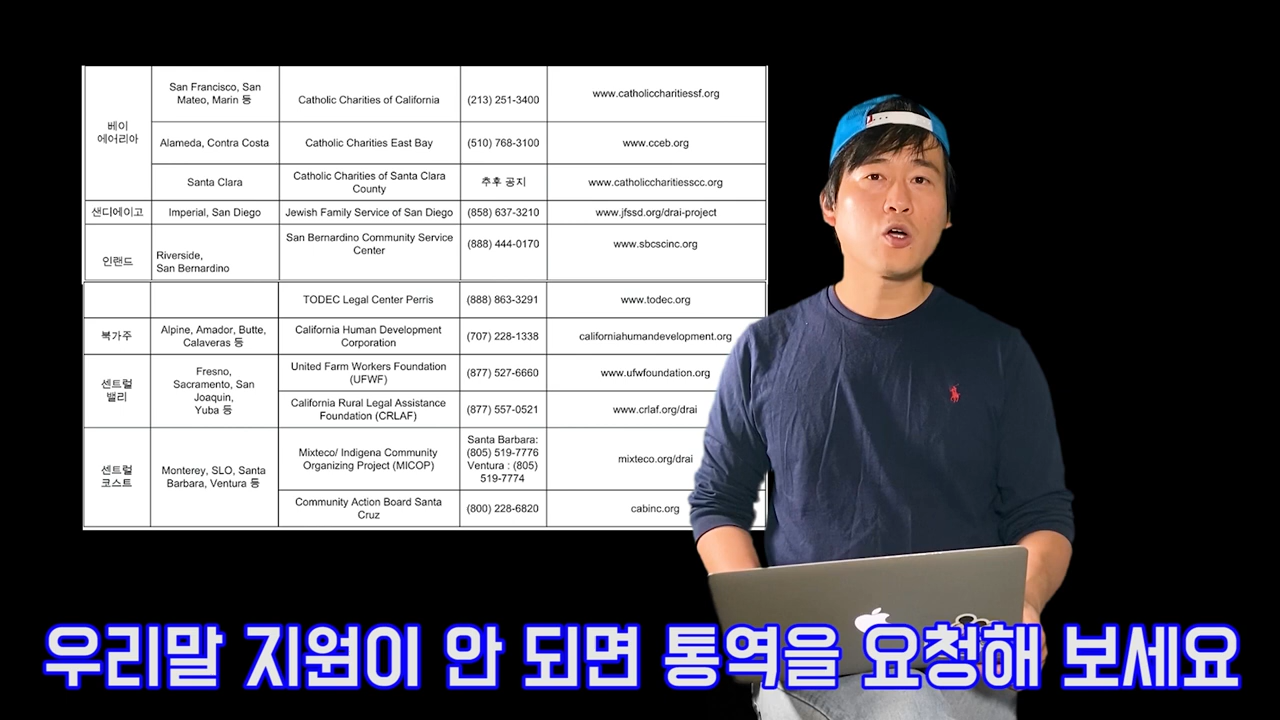 베이
에어리아
San Francisco, San
Mateo, Marin 등
Catholic Charities of California
(213) 251-3400
www.catholiccharitiessf.org
Alameda, Contra Costa
Catholic Charities East Bay
(510) 768-3100
www.cceb.org
Santa Clara
Catholic Charities of Santa Clara
County
추후 공지
www.catholiccharitiesscc.org
샌디에이고
Imperial, San Diego
Jewish Family Service of San Diego
(858) 637-3210
www.jfssd.org/drai-project
인랜드
Riverside,
San Bernardino
San Bernardino Community Service
Center
(888) 444-0170
www.sbcscinc.org
TODEC Legal Center Perris
(888) 863-3291
www.todec.org
북가주
Alpine, Amador, Butte,
Calaveras 등
California Human Development
Corporation
(707) 228-1338
californiahumandevelopment.org
센트럴
밸리
Fresno,
Sacramento, San
Joaquin,
Yuba 등
United Farm Workers Foundation
(UFWF)
(877) 527-6660
www.ufwfoundation.org
California Rural Legal Assistance
Foundation (CRLAF)
(877) 557-0521
www.crlaf.org/drai
센트럴
코스트
Monterey, SLO, Santa
Barbara, Ventura 등
Mixteco/ Indigena Community
Organizing Project (MICOP)
Santa Barbara:
(805) 519-7776
Ventura : (805)
519-7774
mixteco.org/drai
Community Action Board Santa
Cruz
(800) 228-6820
cabinc.org
우리말 지원이 안 되면 통역을 요청해 보세요